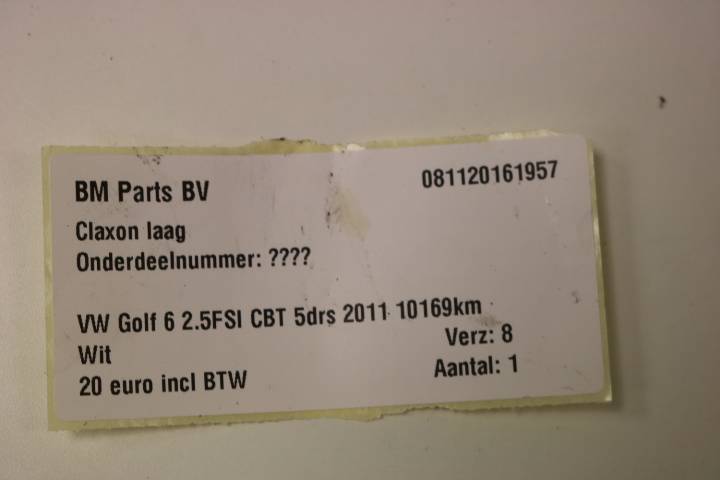 BM Parts BV 081120161957
Claxon laag
Onderdeelnummer: ????
VW Golf 6 2.5FSI CBT 5drs 2011 10169km
Wit Verz: 8
20 euro incl BTW Aantal: 1